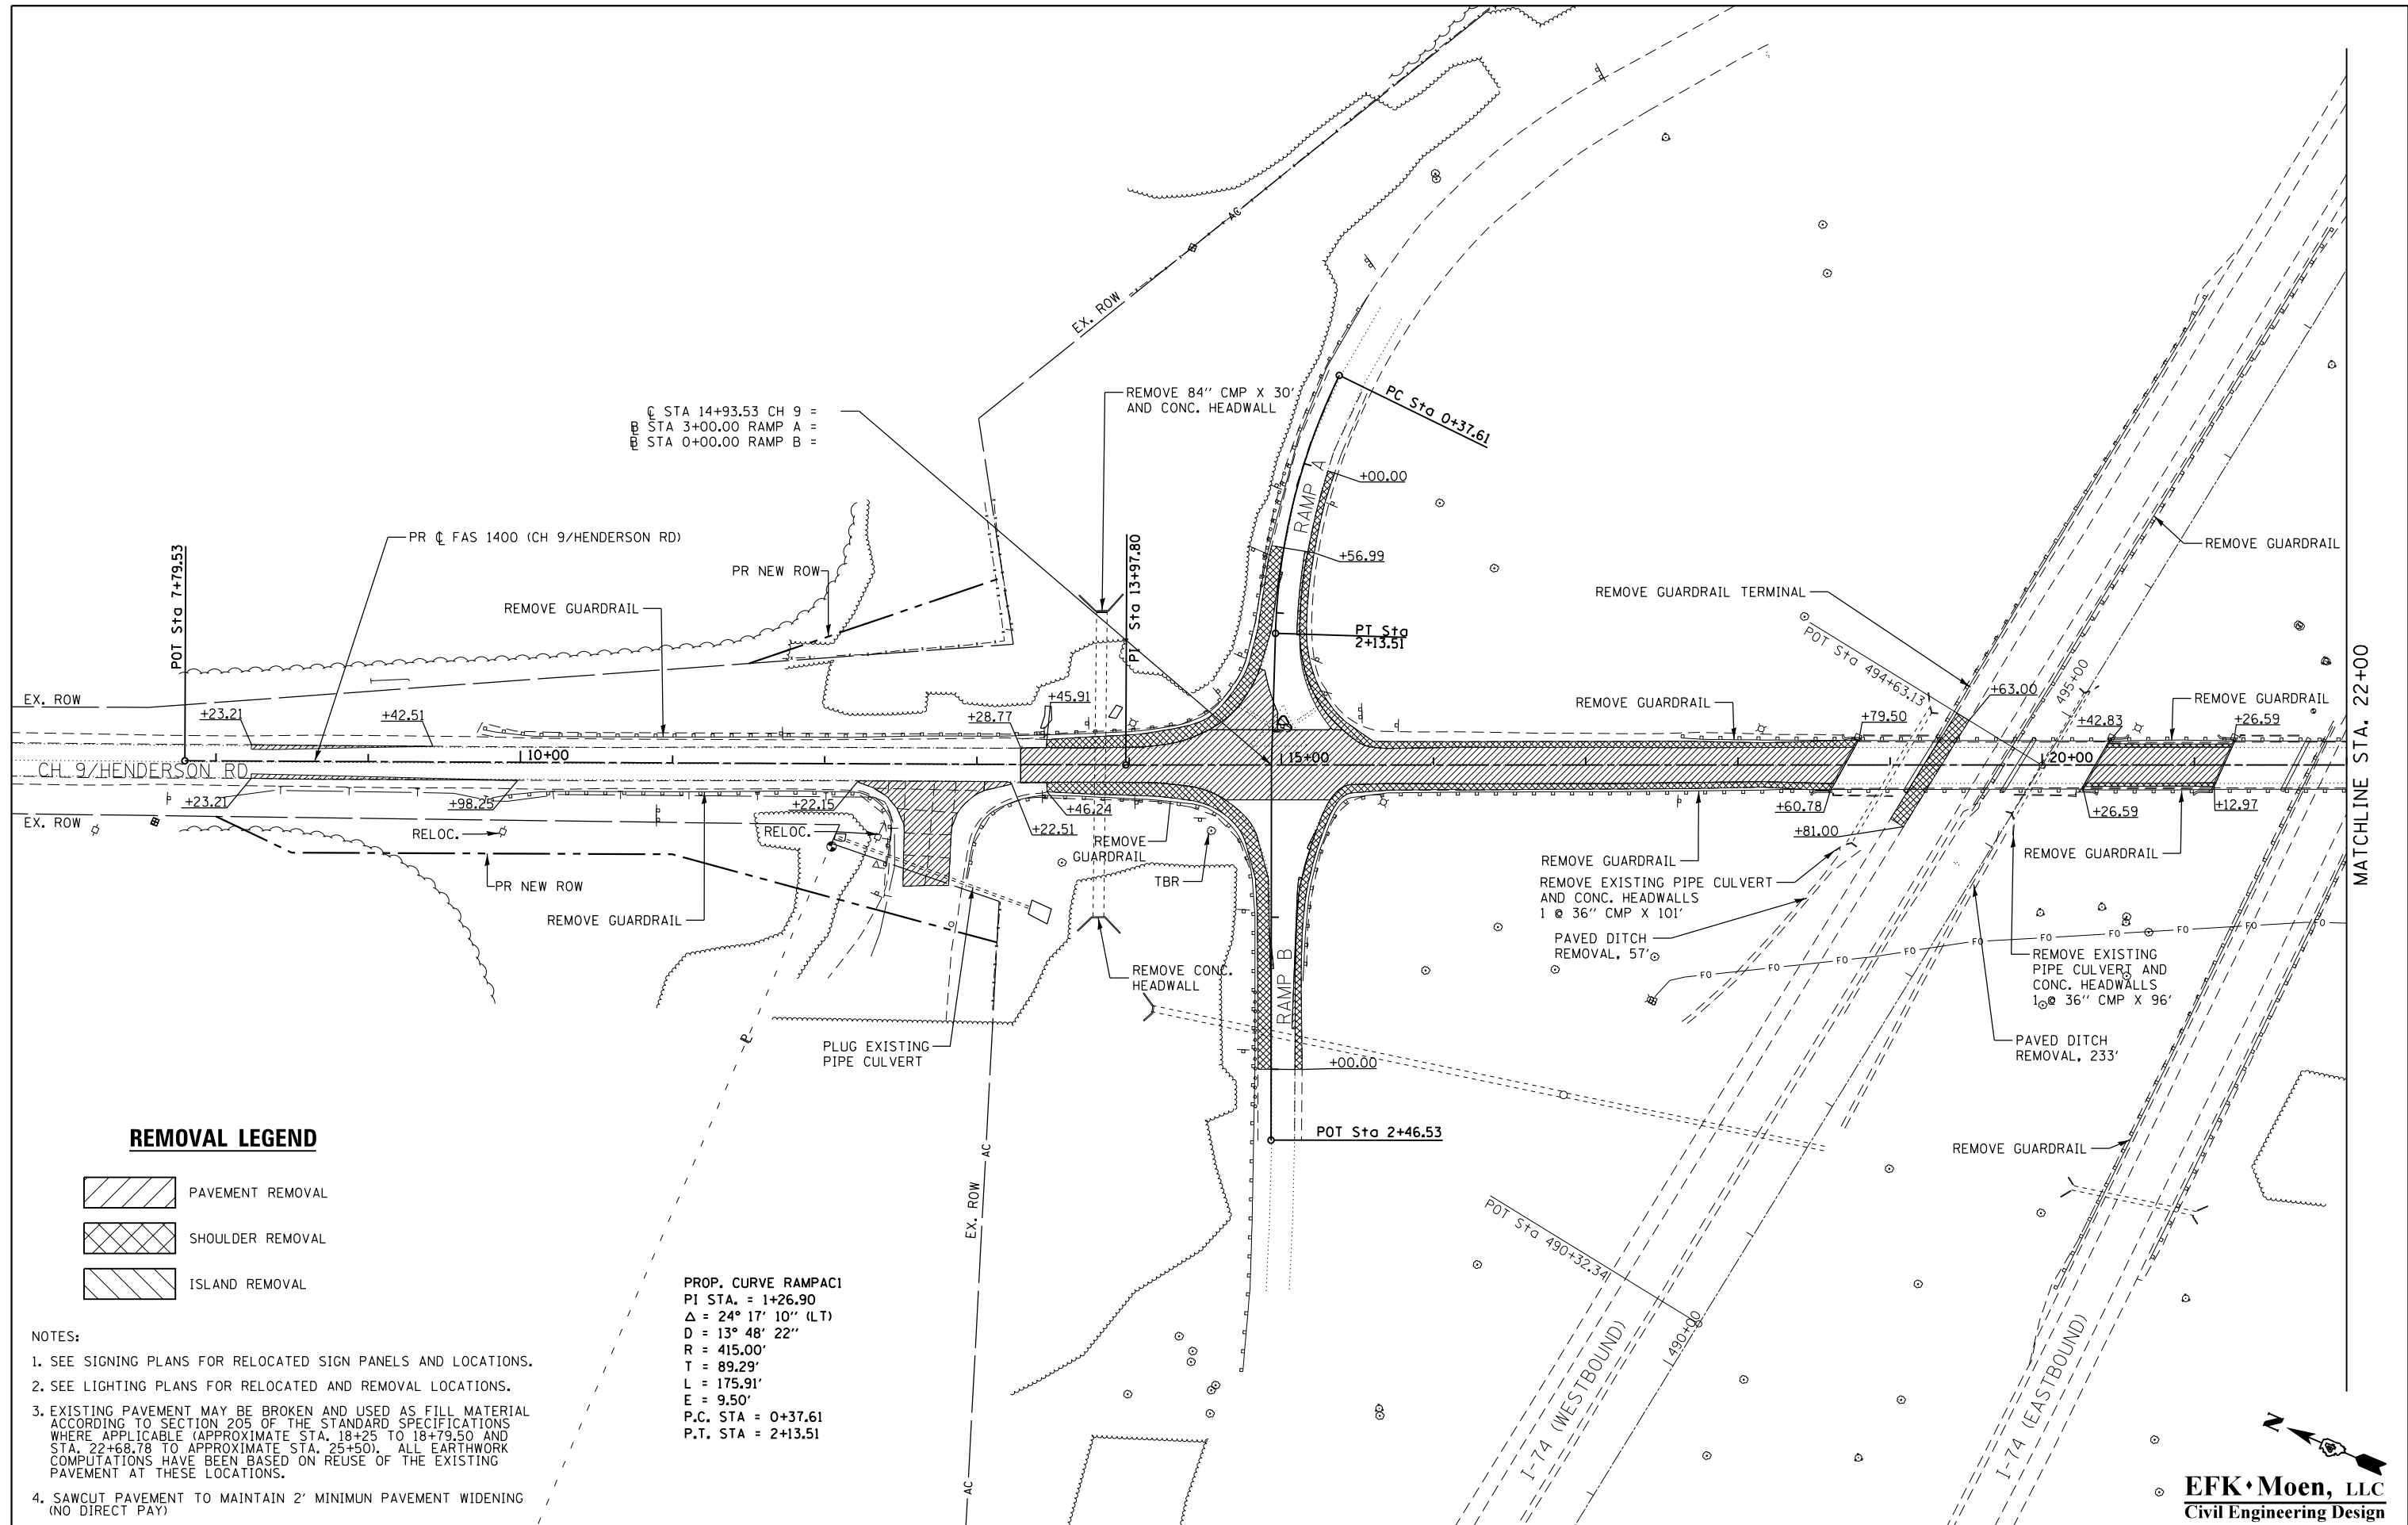 ℄ STA 14+93.53 CH 9 =
B STA 3+00.00 RAMP A =
B STA 0+00.00 RAMP B =
REMOVE 84'' CMP X 30'
AND CONC. HEADWALL
EX. ROW
AC
PC Sta 0+37.61
RAMP A
+00.00
+56.99
PT Sta
2+13.51
PR ℄ FAS 1400 (CH 9/HENDERSON RD)
POT Sta 7+79.53
PR NEW ROW
REMOVE GUARDRAIL
PI Sta 13+97.80
REMOVE GUARDRAIL TERMINAL
POT Sta 494+63.13
495+00
REMOVE GUARDRAIL
MATCHLINE STA. 22+00
EX. ROW
+23.21
+42.51
+28.77
+45.91
REMOVE GUARDRAIL
+79.50
+63.00
+42.83
REMOVE GUARDRAIL
+26.59
CH 9/HENDERSON RD
10+00
15+00
20+00
+23.21
+98.25
+22.15
+22.51
+46.24
+60.78
+81.00
+26.59
+12.97
EX. ROW
RELOC.
RELOC.
REMOVE
GUARDRAIL
TBR
PR NEW ROW
REMOVE GUARDRAIL
REMOVE GUARDRAIL
REMOVE GUARDRAIL
REMOVE EXISTING PIPE CULVERT
AND CONC. HEADWALLS
1 @ 36'' CMP X 101'
PAVED DITCH
REMOVAL, 57'
FO FO FO FO FO FO FO FO FO FO
REMOVE EXISTING
PIPE CULVERT AND
CONC. HEADWALLS
1 @ 36'' CMP X 96'
PAVED DITCH
REMOVAL, 233'
REMOVE CONC.
HEADWALL
RAMP B
PLUG EXISTING
PIPE CULVERT
P
+00.00
POT Sta 2+46.53
AC
EX. ROW
AC
REMOVE GUARDRAIL
POT Sta 490+32.34
490+00
I-74 (WESTBOUND)
I-74 (EASTBOUND)
REMOVAL LEGEND
PAVEMENT REMOVAL
SHOULDER REMOVAL
ISLAND REMOVAL
PROP. CURVE RAMPAC1
PI STA. = 1+26.90
Δ = 24° 17' 10'' (LT)
D = 13° 48' 22''
R = 415.00'
T = 89.29'
L = 175.91'
E = 9.50'
P.C. STA = 0+37.61
P.T. STA = 2+13.51
NOTES:
1. SEE SIGNING PLANS FOR RELOCATED SIGN PANELS AND LOCATIONS.
2. SEE LIGHTING PLANS FOR RELOCATED AND REMOVAL LOCATIONS.
3. EXISTING PAVEMENT MAY BE BROKEN AND USED AS FILL MATERIAL
ACCORDING TO SECTION 205 OF THE STANDARD SPECIFICATIONS
WHERE APPLICABLE (APPROXIMATE STA. 18+25 TO 18+79.50 AND
STA. 22+68.78 TO APPROXIMATE STA. 25+50). ALL EARTHWORK
COMPUTATIONS HAVE BEEN BASED ON REUSE OF THE EXISTING
PAVEMENT AT THESE LOCATIONS.
4. SAWCUT PAVEMENT TO MAINTAIN 2' MINIMUN PAVEMENT WIDENING
(NO DIRECT PAY)
N
EFK•Moen, LLC
Civil Engineering Design